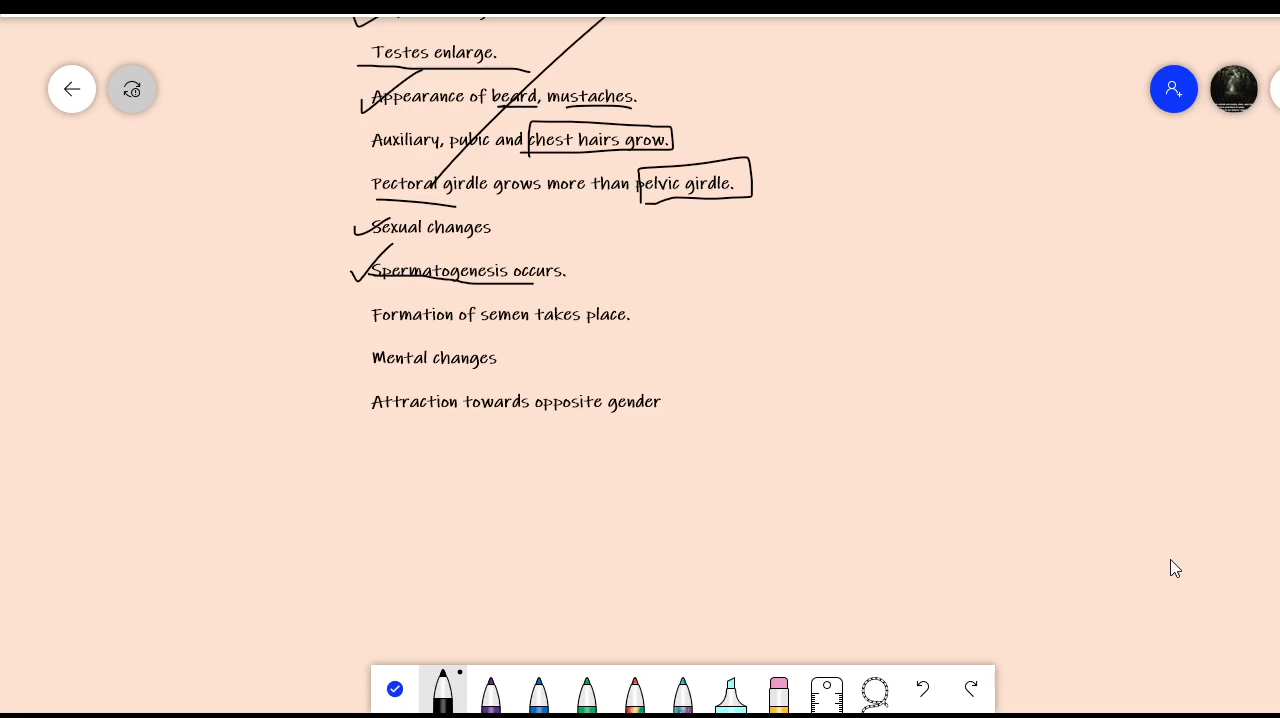 Testes enlarge.
Appearance of beard, mustaches.
Auxiliary, pubic and chest hairs grow.
Pectoral girdle grows more than pelvic girdle.
Sexual changes
Spermatogenesis occurs.
Formation of semen takes place.
Mental changes
Attraction towards opposite gender